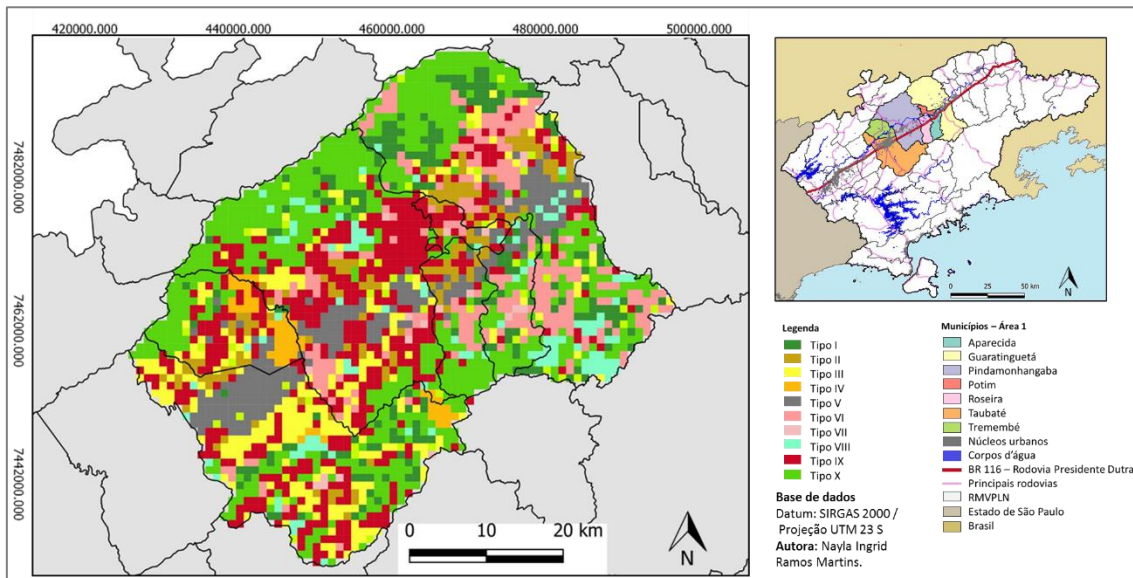 420000.000
440000.000
460000.000
480000.000
500000.000
7482000.000
7462000.000
7442000.000
0 10 20 km
N
0 25 50 km
N
Legenda
Tipo I
Tipo II
Tipo III
Tipo IV
Tipo V
Tipo VI
Tipo VII
Tipo VIII
Tipo IX
Tipo X
Municípios – Área 1
Aparecida
Guaratinguetá
Pindamonhangaba
Potim
Roseira
Taubaté
Tremembé
Núcleos urbanos
Corpos d'água
BR 116 – Rodovia Presidente Dutra
Principais rodovias
RMVPLN
Estado de São Paulo
Brasil
Base de dados
Datum: SIRGAS 2000 /
Projeção UTM 23 S
Autora: Nayla Ingrid
Ramos Martins.